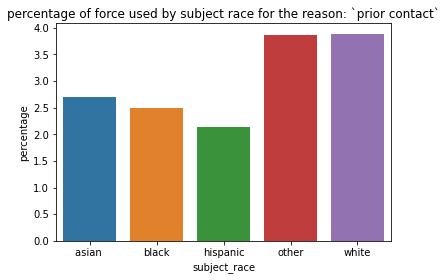 percentage of force used by subject race for the reason: `prior contact`
4.0
3.5
3.0
2.5
2.0
1.5
1.0
0.5
0.0
percentage
asian
black
hispanic
other
white
subject_race